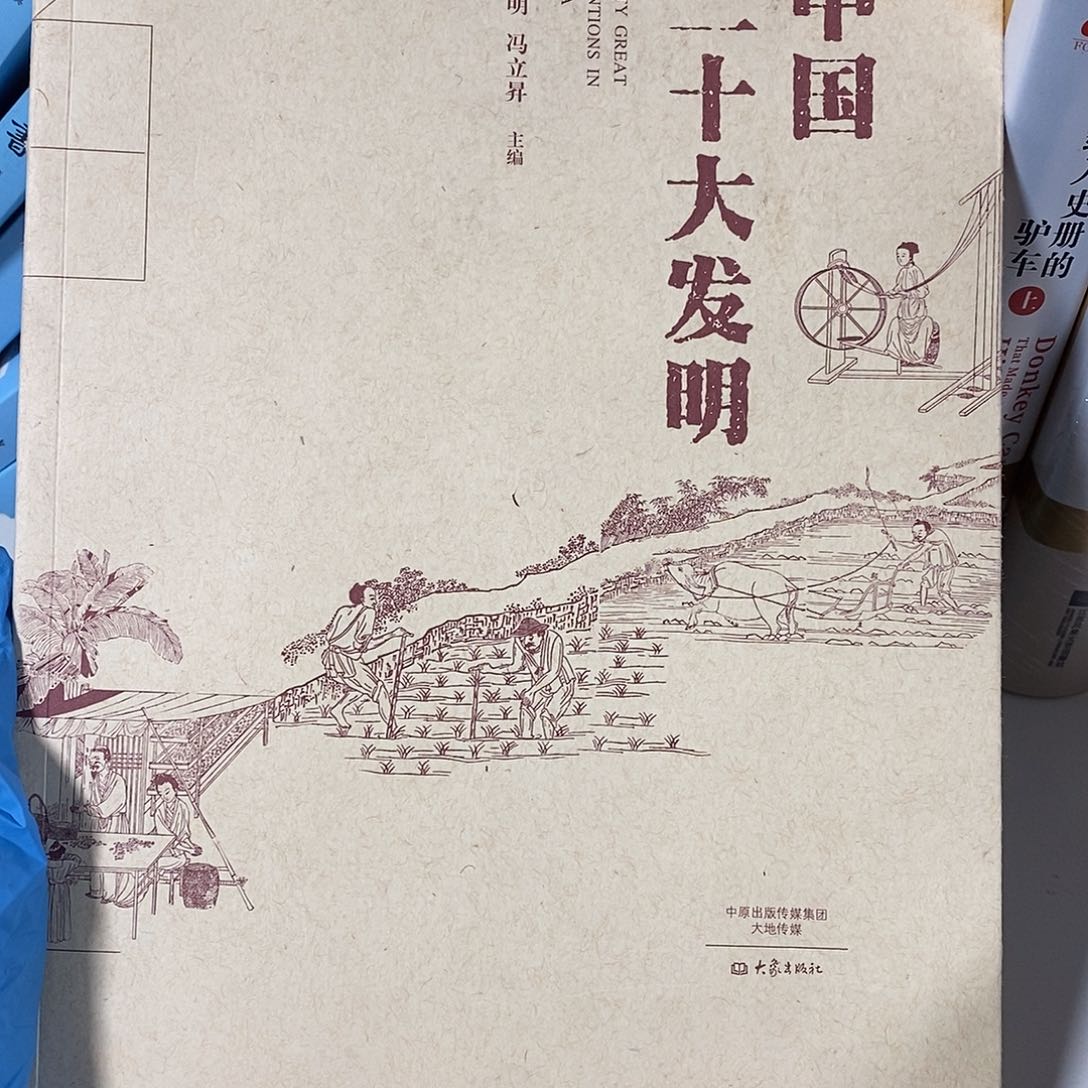 中国
十大发明
TY GREAT
NTIONS IN
明 冯立昇 主编
中原出版传媒集团
大地传媒
大象出版社
入史册的
驴车
上
Donkey
That Made